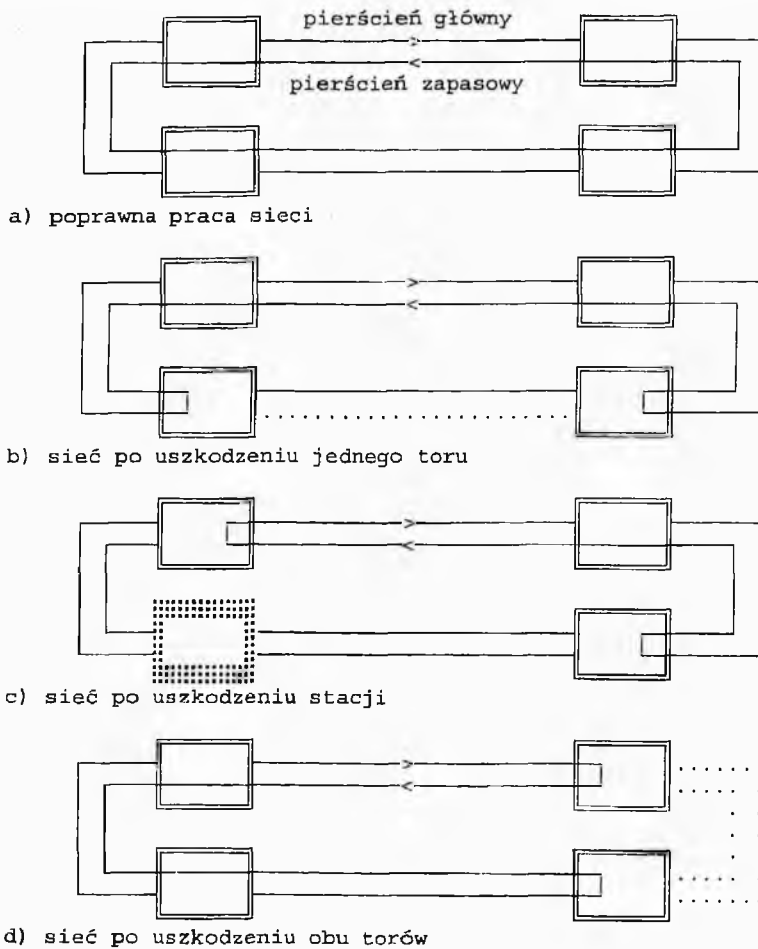 pierścień główny
pierścień zapasowy
a) poprawna praca sieci
b) sieć po uszkodzeniu jednego toru
c) sieć po uszkodzeniu stacji
d) sieć po uszkodzeniu obu torów